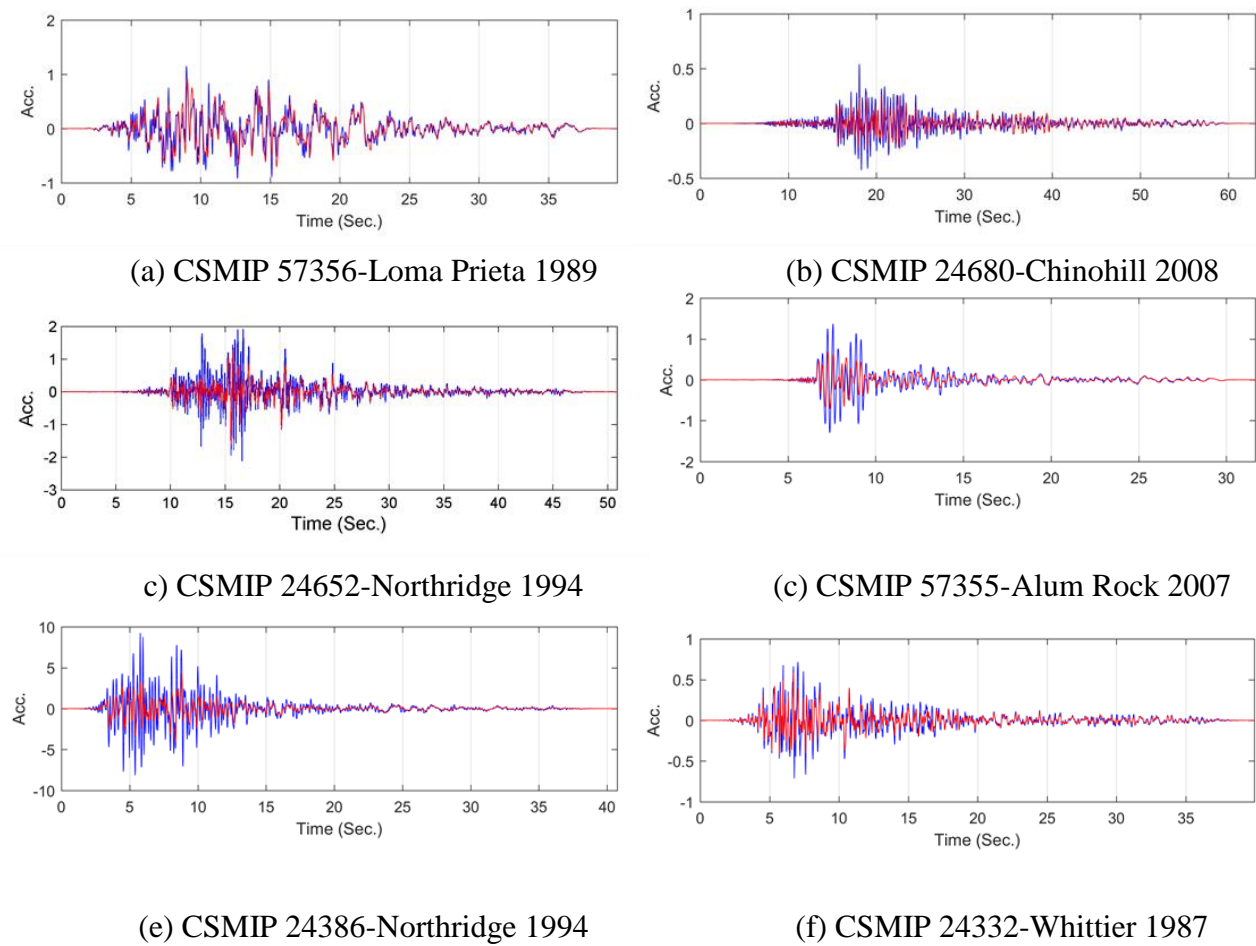 2
1
0
-1
Acc.
0 5 10 15 20 25 30 35
Time (Sec.)
(a) CSMIP 57356-Loma Prieta 1989
1
0.5
0
-0.5
Acc.
0 10 20 30 40 50 60
Time (Sec.)
(b) CSMIP 24680-Chinohill 2008
2
1
0
-1
-2
-3
Acc.
0 5 10 15 20 25 30 35 40 45 50
Time (Sec.)
c) CSMIP 24652-Northridge 1994
2
1
0
-1
-2
Acc.
0 5 10 15 20 25 30
Time (Sec.)
(c) CSMIP 57355-Alum Rock 2007
10
5
0
-5
-10
Acc.
0 5 10 15 20 25 30 35 40
Time (Sec.)
(e) CSMIP 24386-Northridge 1994
1
0.5
0
-0.5
-1
Acc.
0 5 10 15 20 25 30 35
Time (Sec.)
(f) CSMIP 24332-Whittier 1987